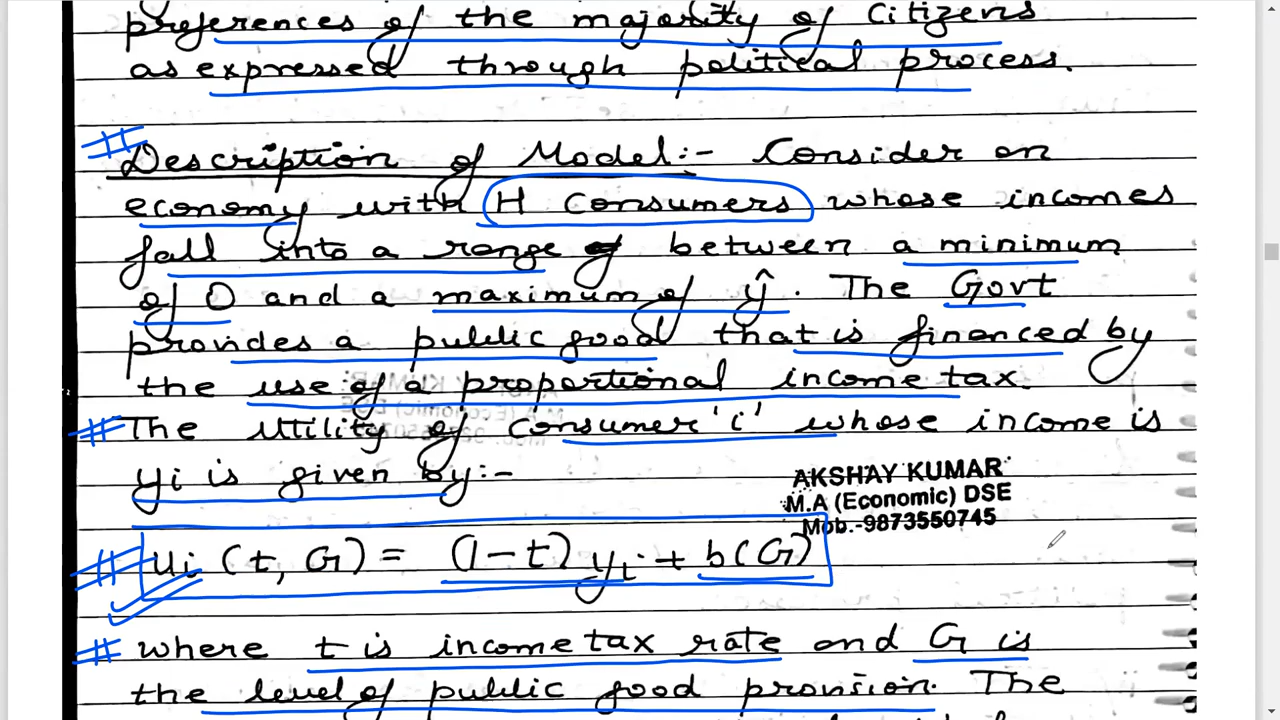 preferences of the majority of Citizens
as expressed through political process.
# Description of Model:- Consider an
economy with H Consumers whose incomes
fall into a range of between a minimum
of 0 and a maximum of ŷ. The Govt
provides a public good that is financed by
the use of a proportional income tax.
# The Utility of Consumer 'i' whose income is
yi is given by:-
AKSHAY KUMAR
M.A (Economic) DSE
Mob.-9873550745
# Ui (t, G) = (1-t) yi + b(G)
# where t is income tax rate and G is
the level of public good provision. The